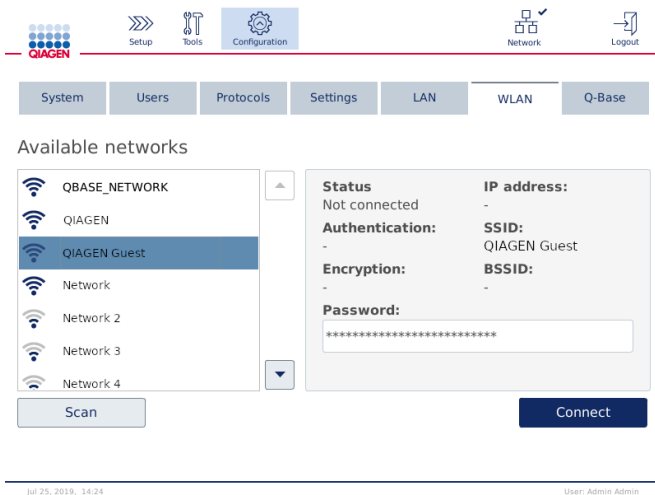 QIAGEN
Setup
Tools
Configuration
Network
Logout
System
Users
Protocols
Settings
LAN
WLAN
Q-Base
Available networks
QBASE_NETWORK
QIAGEN
QIAGEN Guest
Network
Network 2
Network 3
Network 4
Status
Not connected
IP address:
-
Authentication:
-
SSID:
QIAGEN Guest
Encryption:
-
BSSID:
-
Password:
**************************
Scan
Connect
Jul 25, 2019, 14:24
User: Admin Admin